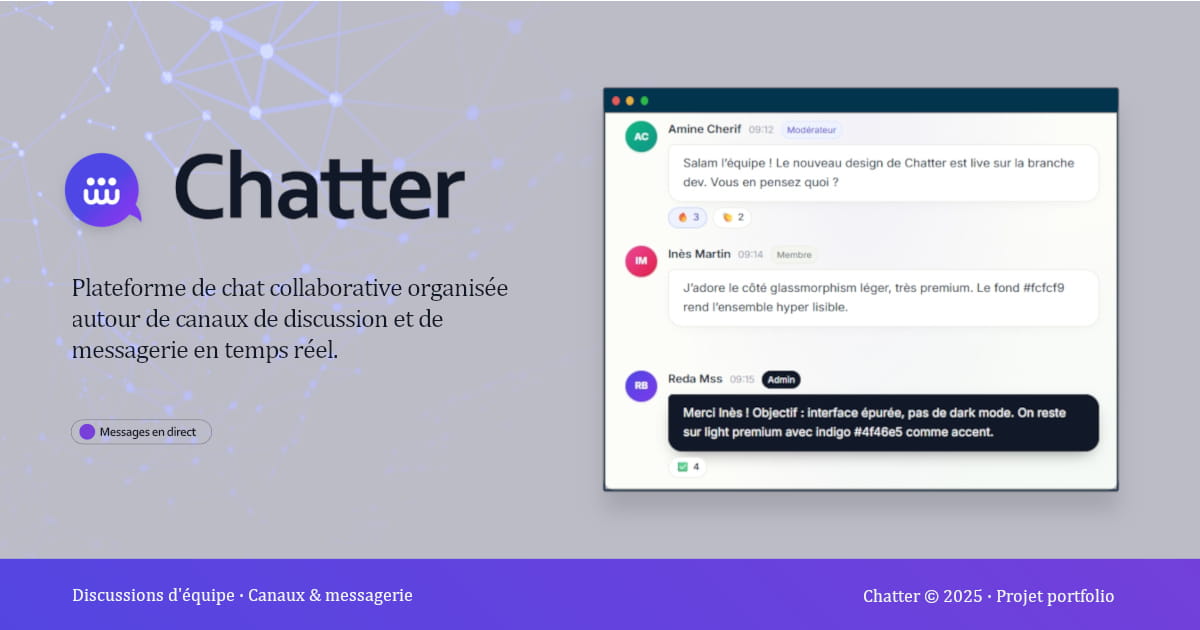 Chatter
Plateforme de chat collaborative organisée
autour de canaux de discussion et de
messagerie en temps réel.
Messages en direct
AC
Amine Cherif 09:12 Modérateur
Salam l'équipe ! Le nouveau design de Chatter est live sur la branche
dev. Vous en pensez quoi ?
3 2
IM
Inès Martin 09:14 Membre
J'adore le côté glassmorphism léger, très premium. Le fond #fcfcf9
rend l'ensemble hyper lisible.
RB
Reda Mss 09:15 Admin
Merci Inès ! Objectif : interface épurée, pas de dark mode. On reste
sur light premium avec indigo #4f46e5 comme accent.
4
Discussions d'équipe · Canaux & messagerie
Chatter © 2025 · Projet portfolio